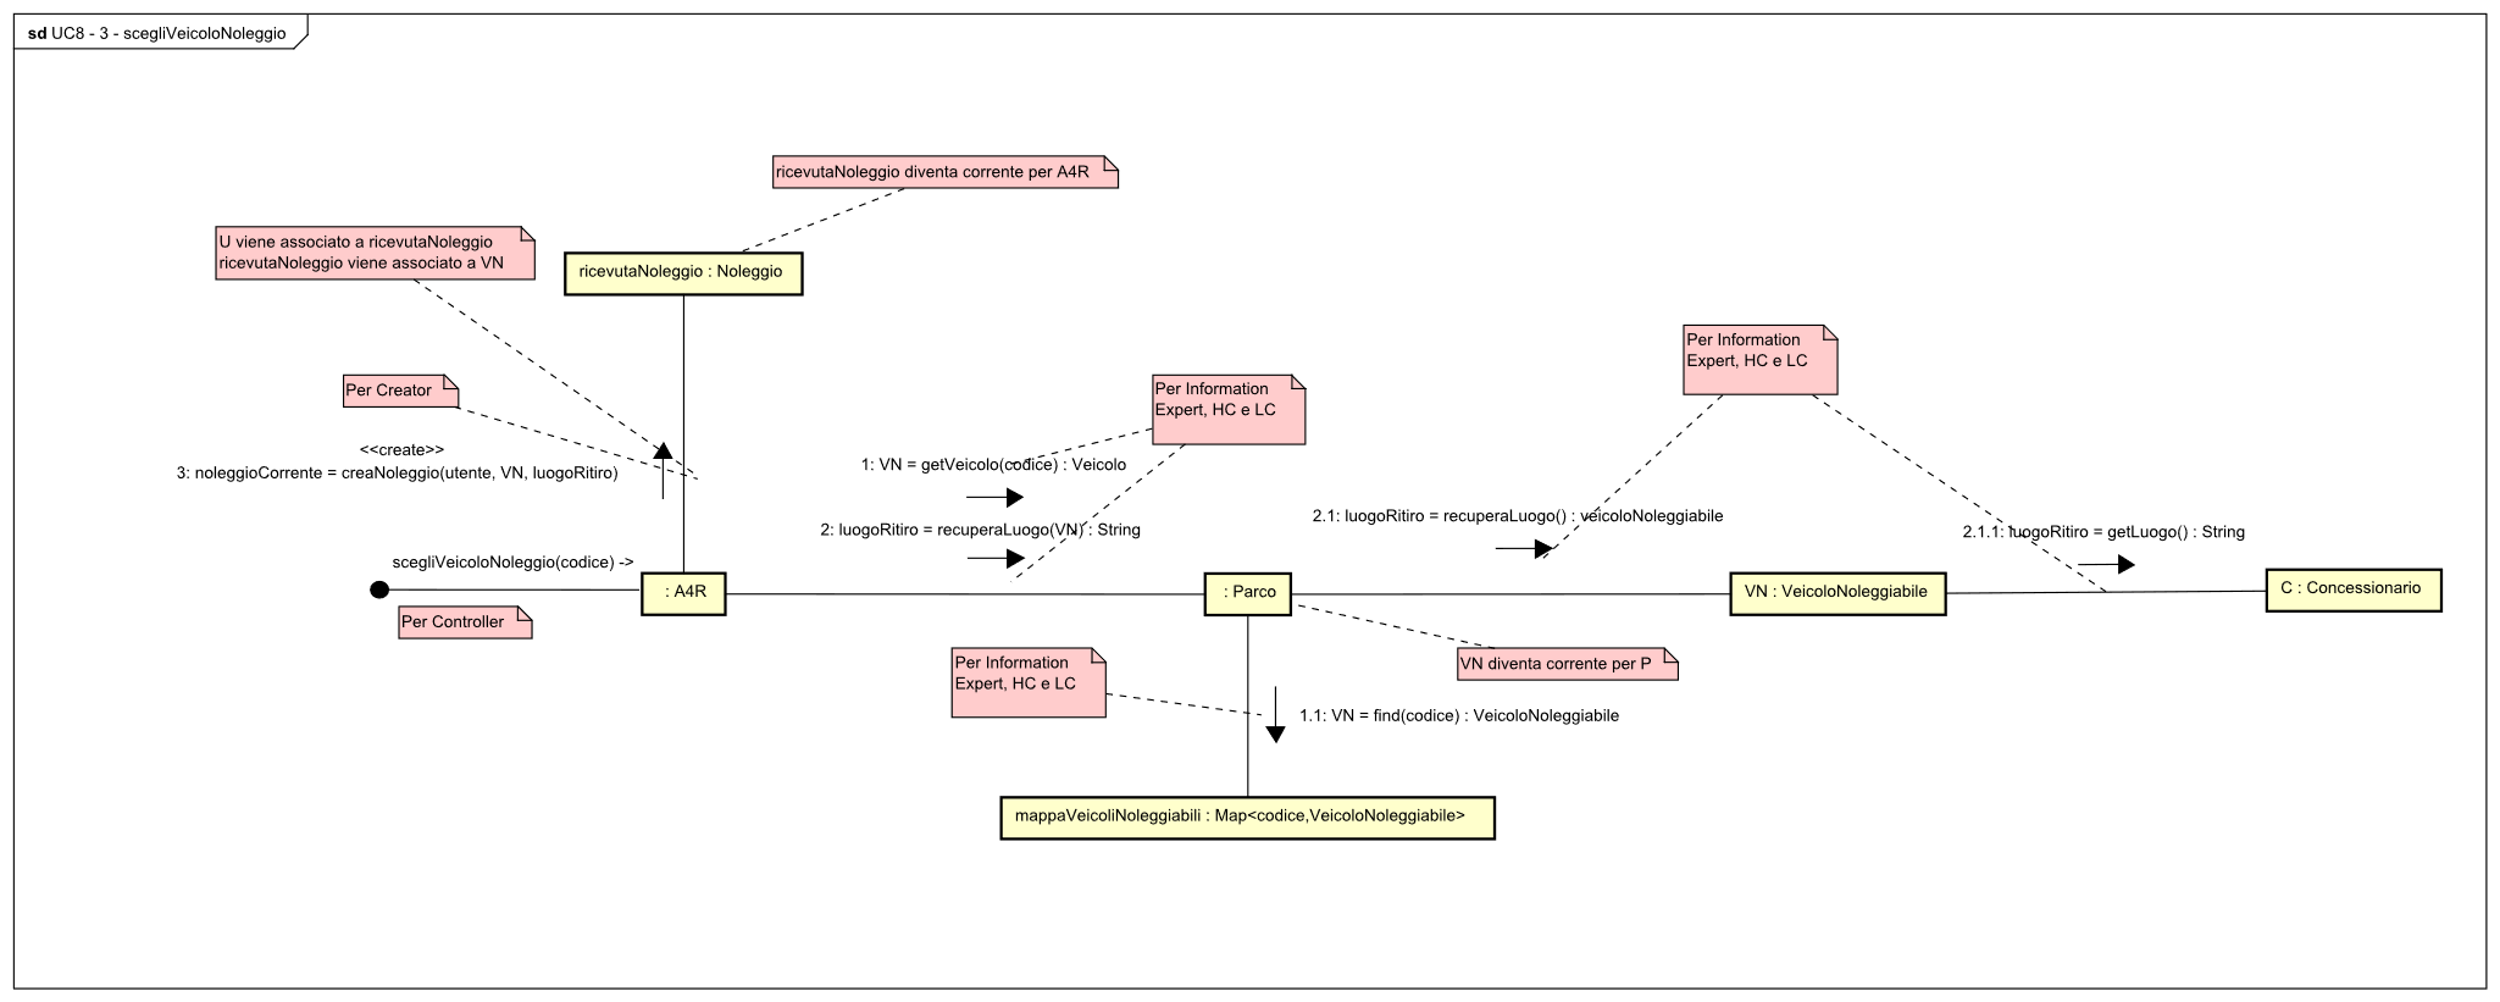 sd UC8 - 3 - scegliVeicoloNoleggio
ricevutaNoleggio diventa corrente per A4R
U viene associato a ricevutaNoleggio
ricevutaNoleggio viene associato a VN
ricevutaNoleggio : Noleggio
Per Information
Expert, HC e LC
Per Creator
Per Information
Expert, HC e LC
<<create>>
3: noleggioCorrente = creaNoleggio(utente, VN, luogoRitiro)
1: VN = getVeicolo(codice) : Veicolo
2: luogoRitiro = recuperaLuogo(VN) : String
2.1: luogoRitiro = recuperaLuogo() : veicoloNoleggiabile
2.1.1: luogoRitiro = getLuogo() : String
scegliVeicoloNoleggio(codice) ->
: A4R
: Parco
VN : VeicoloNoleggiabile
C : Concessionario
Per Controller
Per Information
Expert, HC e LC
VN diventa corrente per P
1.1: VN = find(codice) : VeicoloNoleggiabile
mappaVeicoliNoleggiabili : Map<codice,VeicoloNoleggiabile>